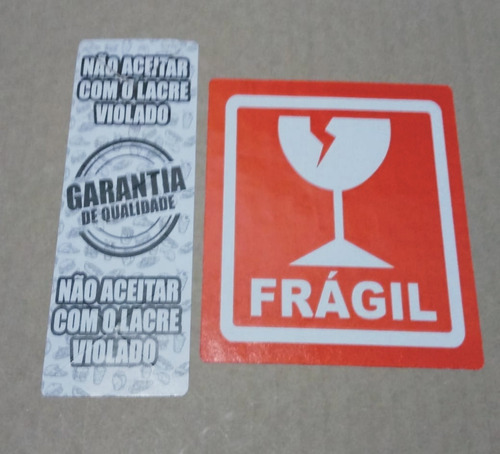 NÃO ACEITAR
COM O LACRE
VIOLADO
GARANTIA
DE QUALIDADE
NÃO ACEITAR
COM O LACRE
VIOLADO
FRÁGIL